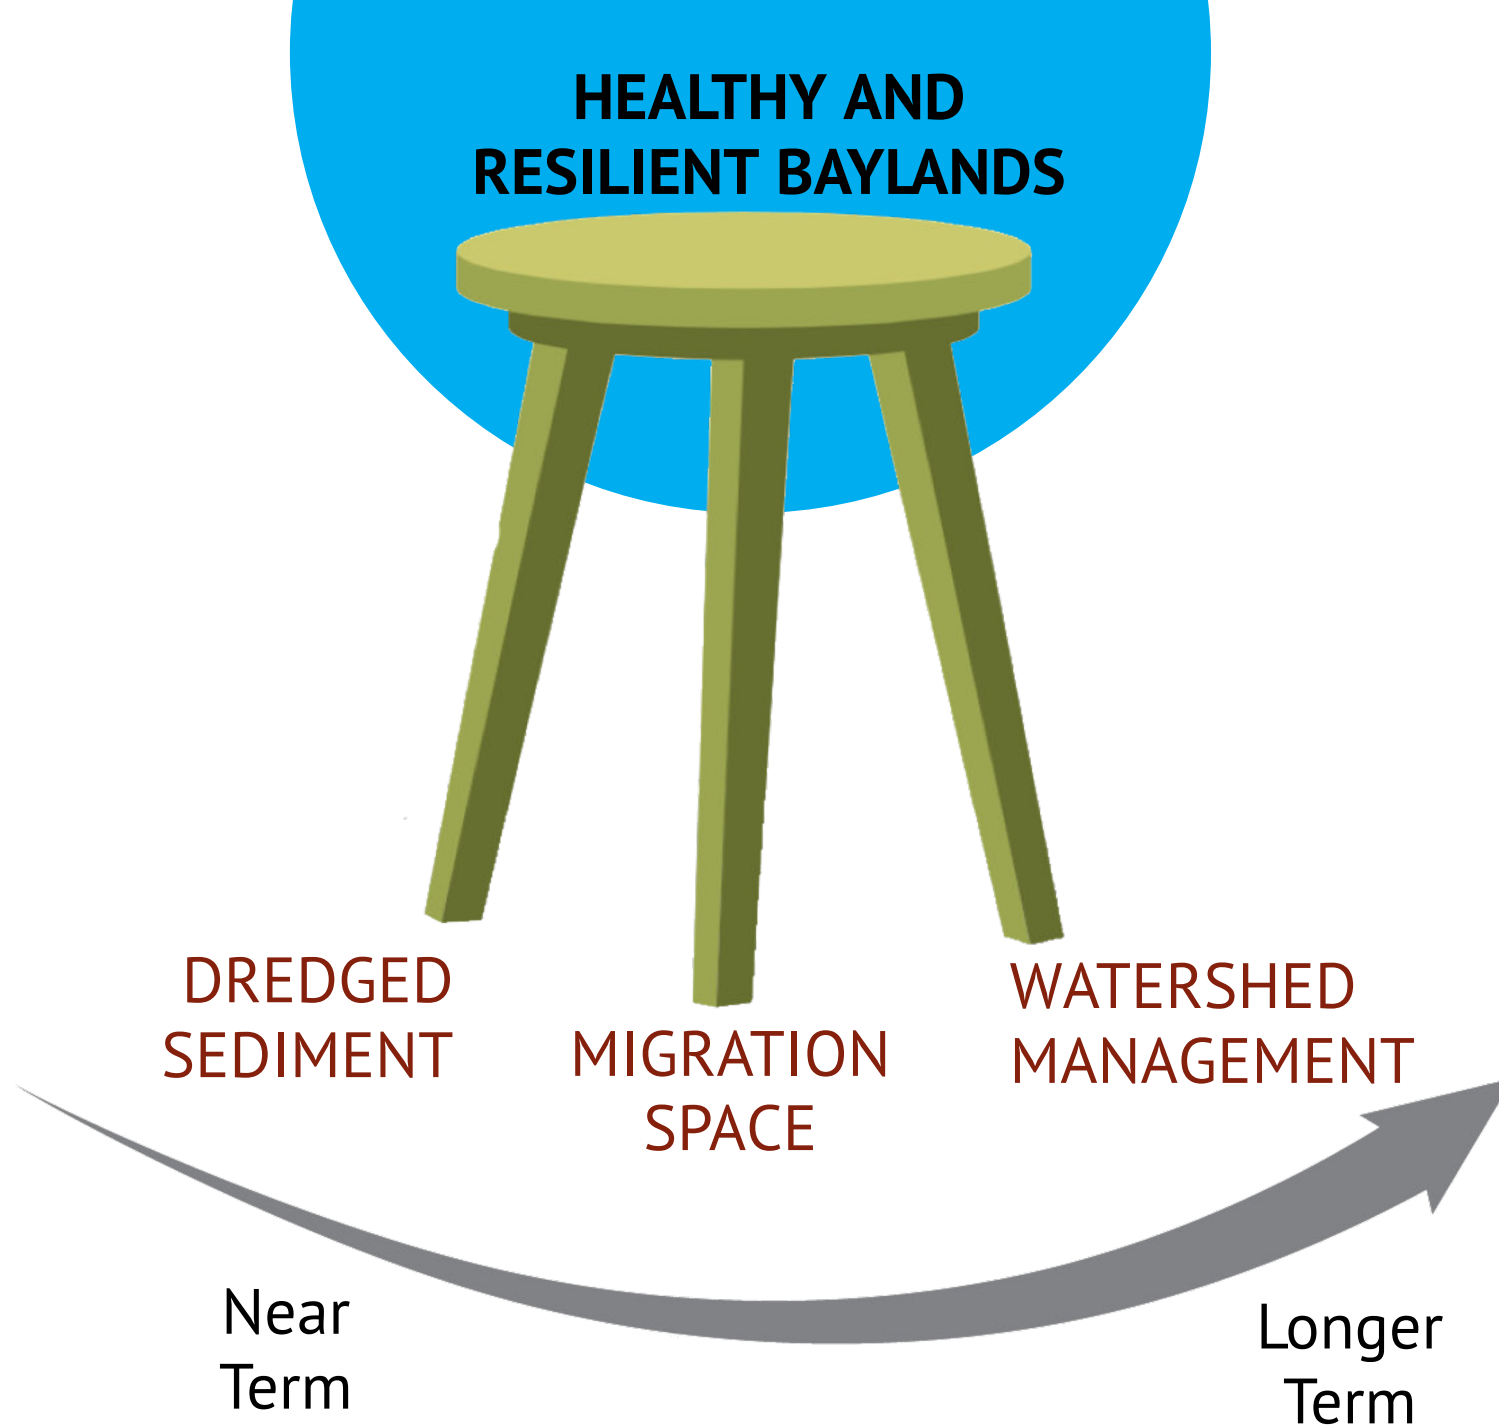 HEALTHY AND
RESILIENT BAYLANDS
DREDGED
SEDIMENT
MIGRATION
SPACE
WATERSHED
MANAGEMENT
Near
Term
Longer
Term